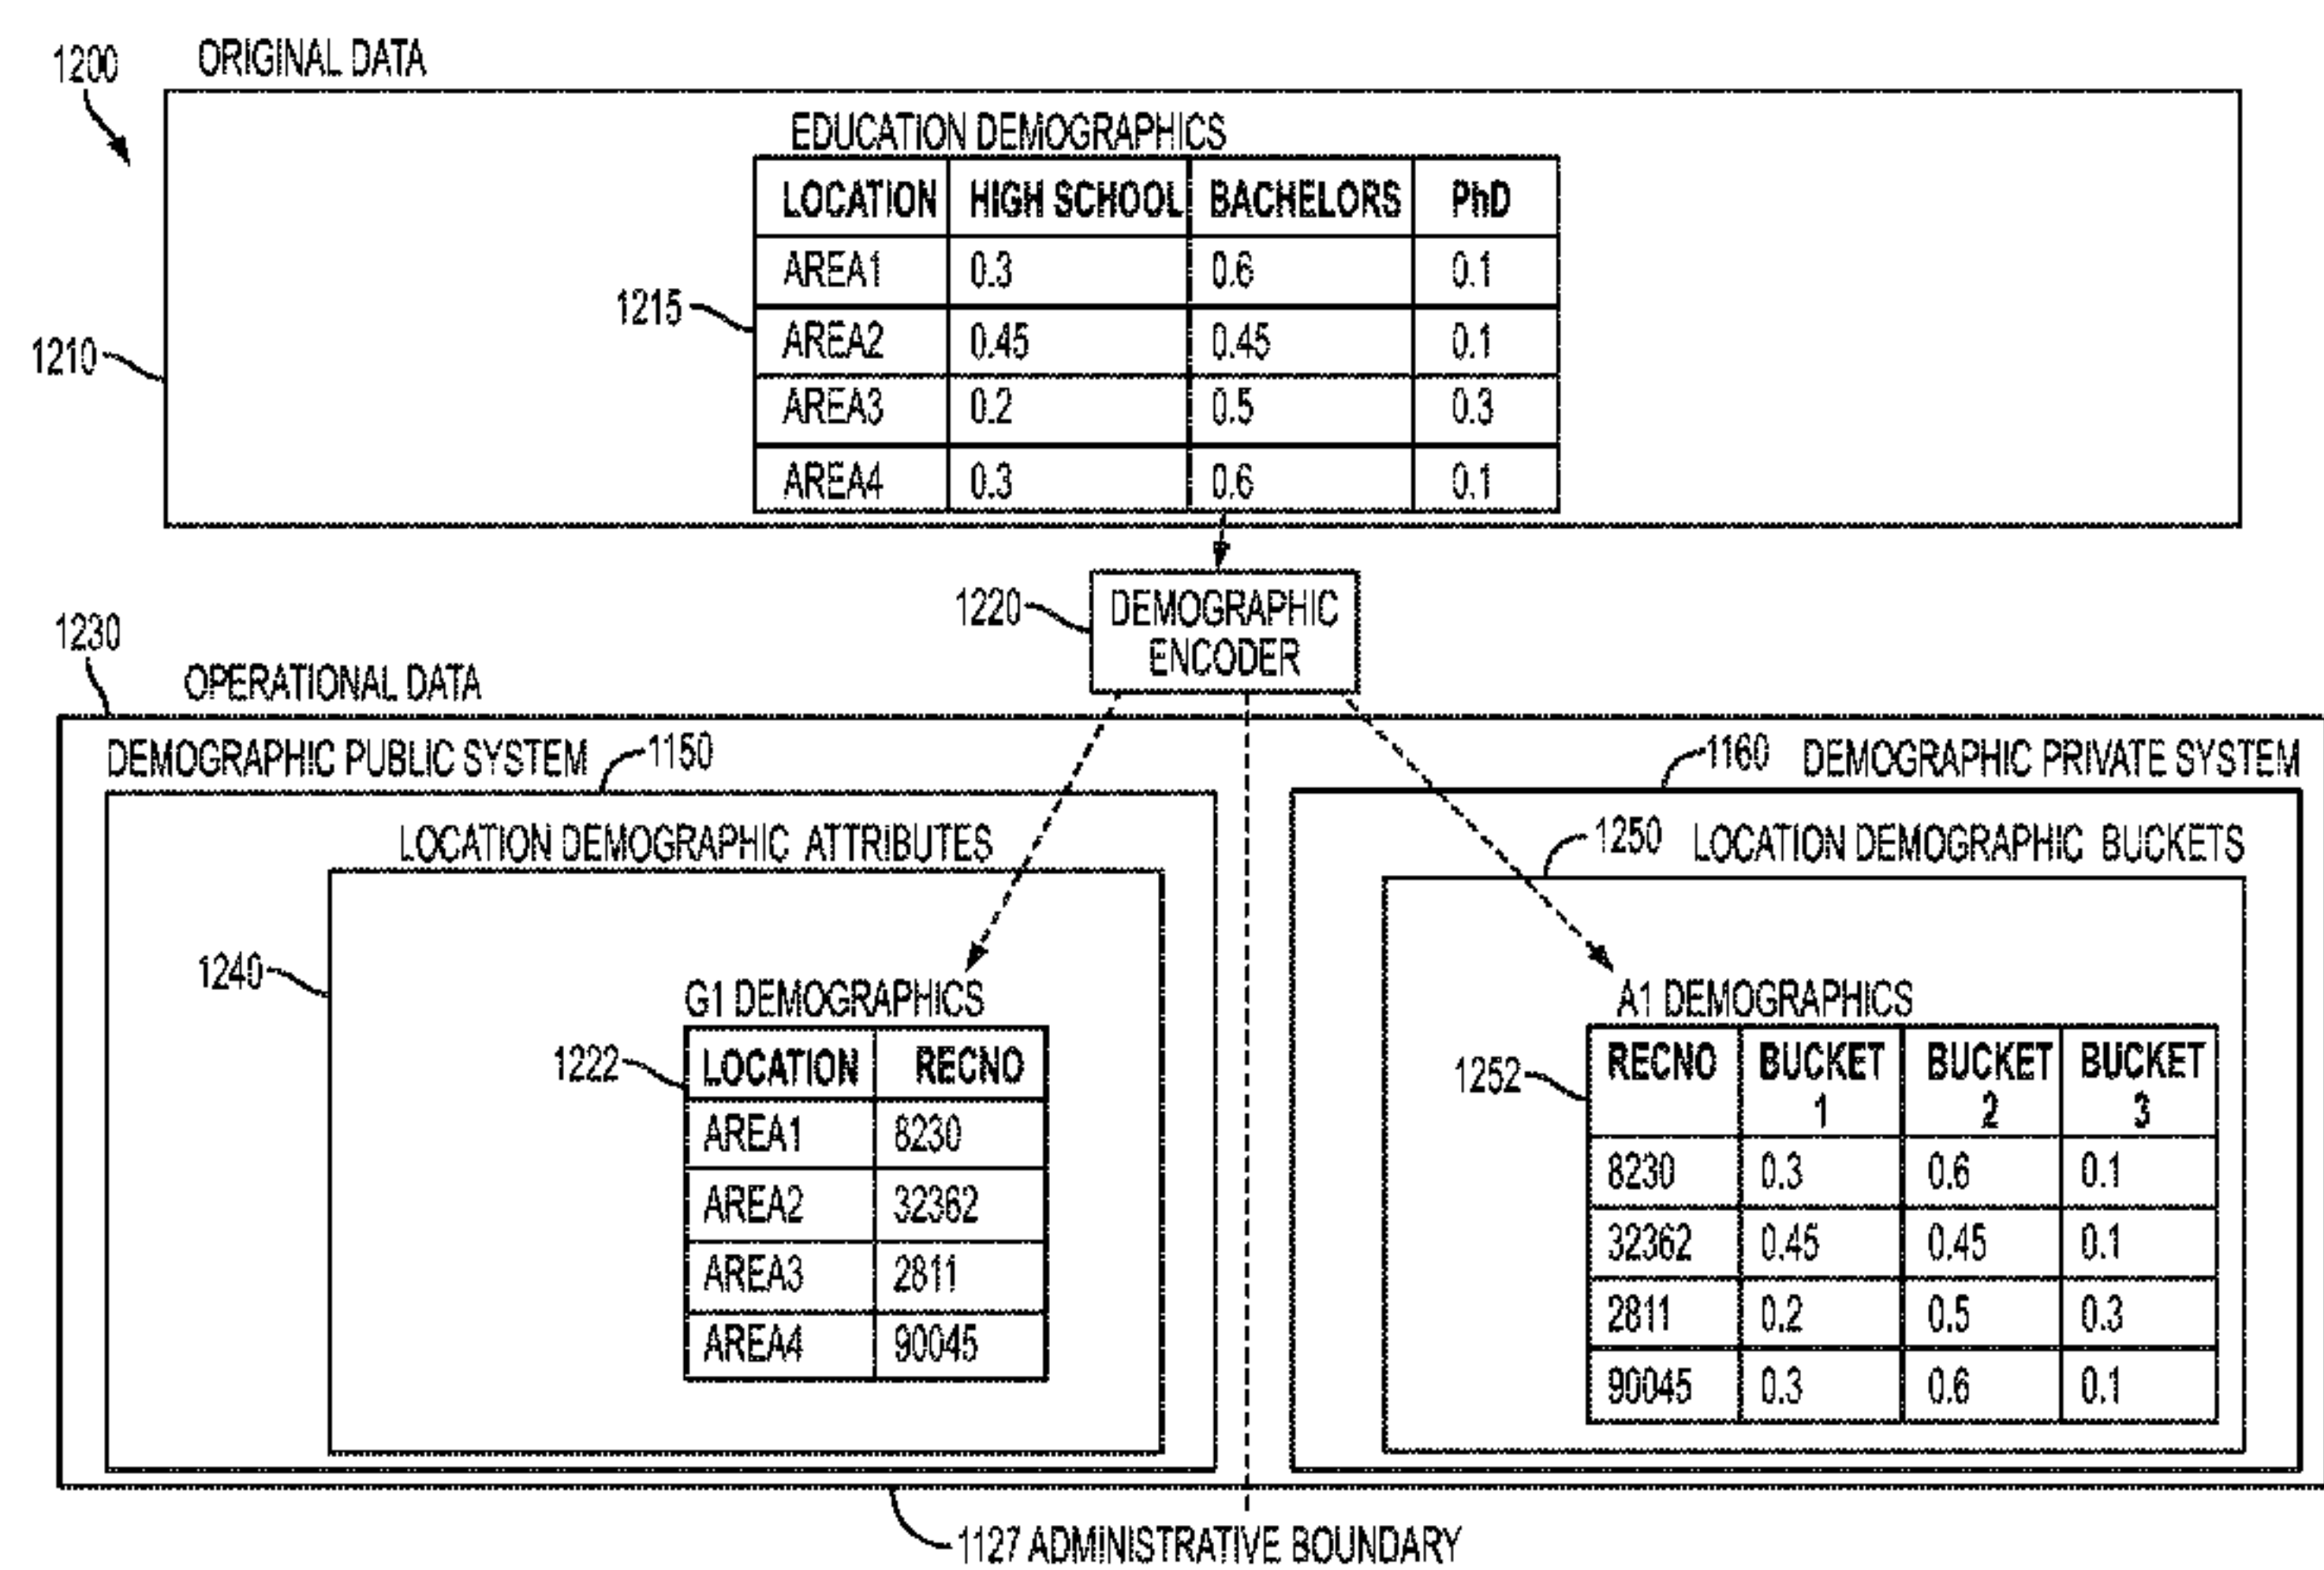 1200
ORIGINAL DATA
EDUCATION DEMOGRAPHICS
LOCATION HIGH SCHOOL BACHELORS PhD
AREA1 0.3 0.6 0.1
1215
AREA2 0.45 0.45 0.1
1210
AREA3 0.2 0.5 0.3
AREA4 0.3 0.6 0.1
1220
DEMOGRAPHIC
ENCODER
1230
OPERATIONAL DATA
DEMOGRAPHIC PUBLIC SYSTEM
1150
1160
DEMOGRAPHIC PRIVATE SYSTEM
LOCATION DEMOGRAPHIC ATTRIBUTES
1250
LOCATION DEMOGRAPHIC BUCKETS
1240
G1 DEMOGRAPHICS
1222
LOCATION RECNO
AREA1 8230
AREA2 32362
AREA3 2811
AREA4 90045
A1 DEMOGRAPHICS
1252
RECNO BUCKET BUCKET BUCKET
1 2 3
8230 0.3 0.6 0.1
32362 0.45 0.45 0.1
2811 0.2 0.5 0.3
90045 0.3 0.6 0.1
1127 ADMINISTRATIVE BOUNDARY